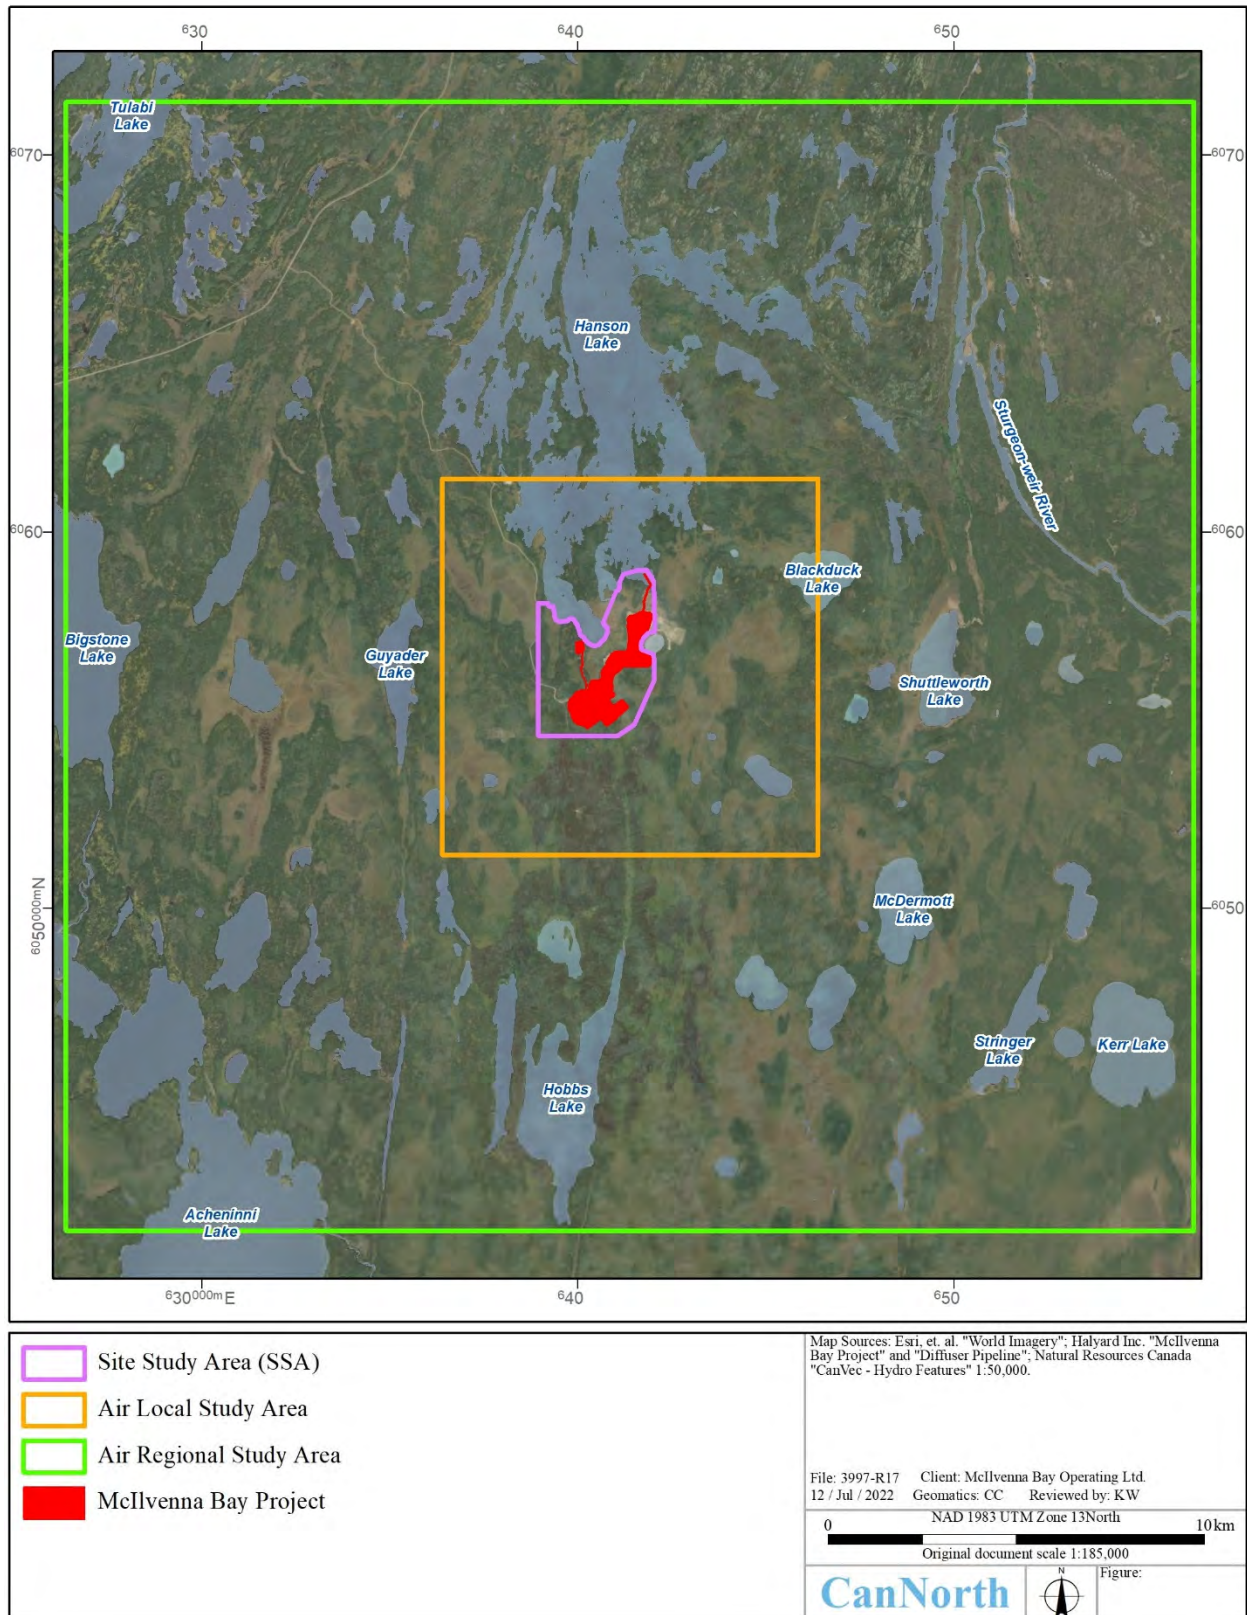 630 640 650
Tulabi
Lake
6070 6070
Hanson
Lake
Sturgeon-weir River
6060 6060
Blackduck
Lake
Bigstone
Lake
Guyader
Lake
Shuttleworth
Lake
McDermott
Lake
6050000mN 6050
Stringer
Lake
Kerr Lake
Hobbs
Lake
Acheninni
Lake
630000mE 640 650
Site Study Area (SSA)
Air Local Study Area
Air Regional Study Area
McIlvenna Bay Project
Map Sources: Esri, et. al. "World Imagery"; Halyard Inc. "McIlvenna
Bay Project" and "Diffuser Pipeline"; Natural Resources Canada
"CanVec - Hydro Features" 1:50,000.
File: 3997-R17 Client: McIlvenna Bay Operating Ltd.
12 / Jul / 2022 Geomatics: CC Reviewed by: KW
NAD 1983 UTM Zone 13North
0 10km
Original document scale 1:185,000
CanNorth
N
Figure: